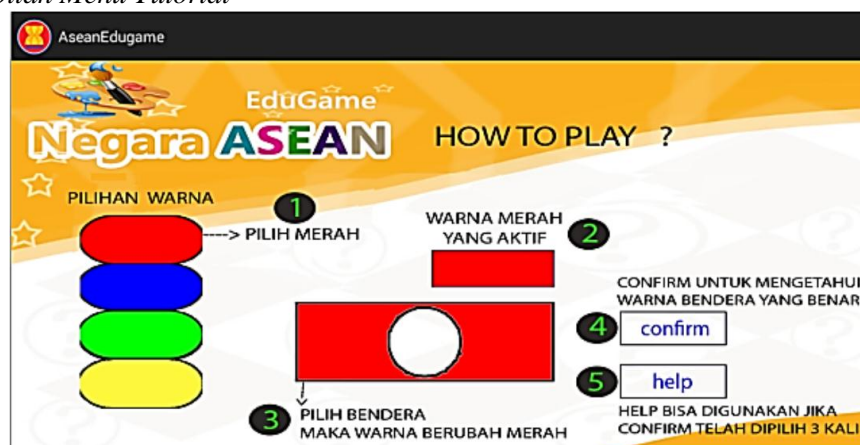 Menu Tutorial
AseanEdugame
EduGame
Negara ASEAN
HOW TO PLAY ?
PILIHAN WARNA
1
----> PILIH MERAH
WARNA MERAH
YANG AKTIF
2
CONFIRM UNTUK MENGETAHUI
WARNA BENDERA YANG BENAR
4
confirm
5
help
HELP BISA DIGUNAKAN JIKA
CONFIRM TELAH DIPILIH 3 KALI
3
PILIH BENDERA
MAKA WARNA BERUBAH MERAH